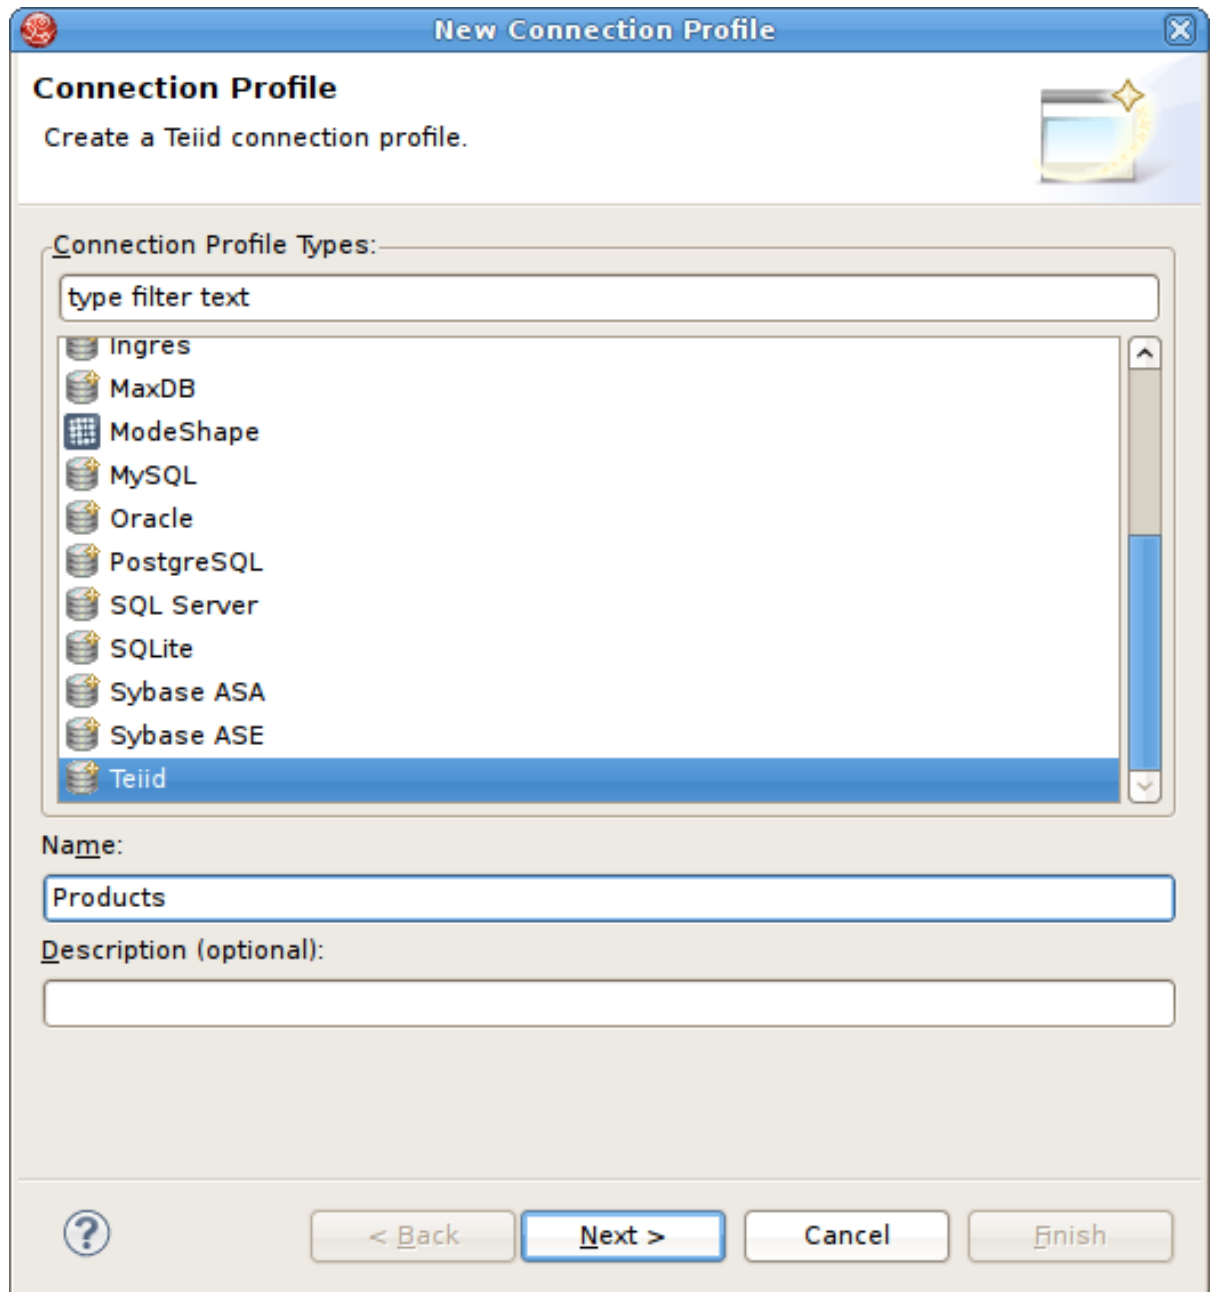 New Connection Profile
Connection Profile
Create a Teiid connection profile.
Connection Profile Types:
type filter text
Ingres
MaxDB
ModeShape
MySQL
Oracle
PostgreSQL
SQL Server
SQLite
Sybase ASA
Sybase ASE
Teiid
Name:
Products
Description (optional):
? < Back Next > Cancel Finish